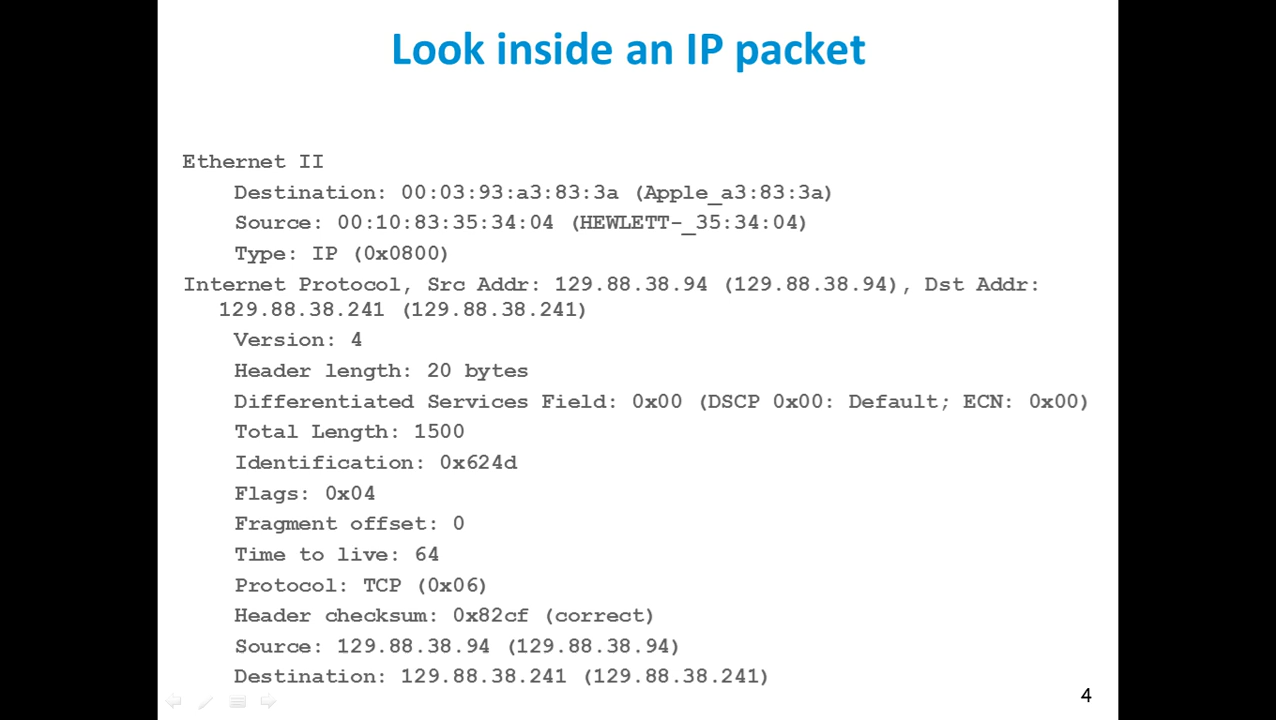 Look inside an IP packet
Ethernet II
Destination: 00:03:93:a3:83:3a (Apple_a3:83:3a)
Source: 00:10:83:35:34:04 (HEWLETT-_35:34:04)
Type: IP (0x0800)
Internet Protocol, Src Addr: 129.88.38.94 (129.88.38.94), Dst Addr:
129.88.38.241 (129.88.38.241)
Version: 4
Header length: 20 bytes
Differentiated Services Field: 0x00 (DSCP 0x00: Default; ECN: 0x00)
Total Length: 1500
Identification: 0x624d
Flags: 0x04
Fragment offset: 0
Time to live: 64
Protocol: TCP (0x06)
Header checksum: 0x82cf (correct)
Source: 129.88.38.94 (129.88.38.94)
Destination: 129.88.38.241 (129.88.38.241)
4